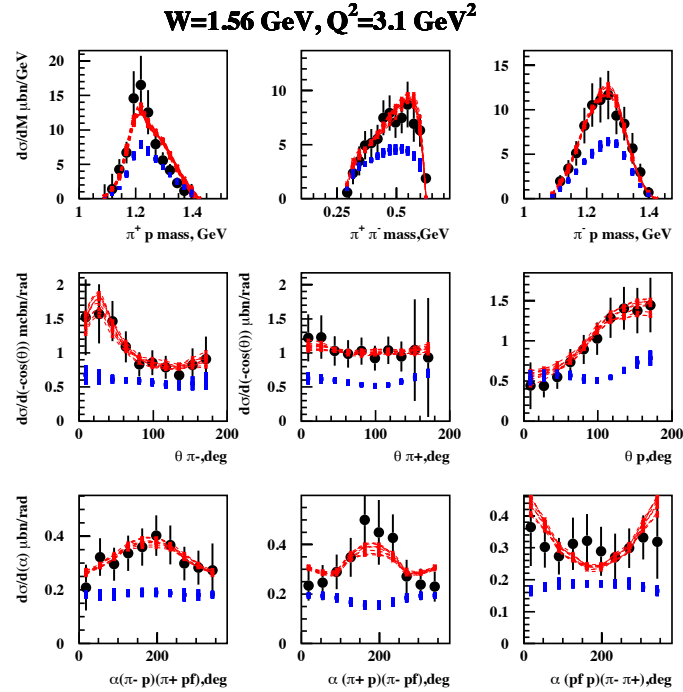 W=1.56 GeV, Q²=3.1 GeV²
dσ/dM μbn/GeV
20
15
10
5
0
1 1.2 1.4
π⁺ p mass, GeV
10
5
0
0.25 0.5
π⁺ π⁻ mass,GeV
15
10
5
0
1 1.2 1.4
π⁻ p mass, GeV
dσ/d(-cos(θ)) mcbn/rad
2
1.5
1
0.5
0
0 100 200
θ π-,deg
dσ/d(-cos(θ)) μbn/rad
2
1.5
1
0.5
0
0 100 200
θ π+,deg
1.5
1
0.5
0
0 100 200
θ p,deg
dσ/d(α) μbn/rad
0.4
0.2
0
0 200
α(π- p)(π+ pf),deg
0.6
0.4
0.2
0
0 200
α (π+ p)(π- pf),deg
0.4
0.3
0.2
0.1
0
0 200
α (pf p)(π- π+),deg